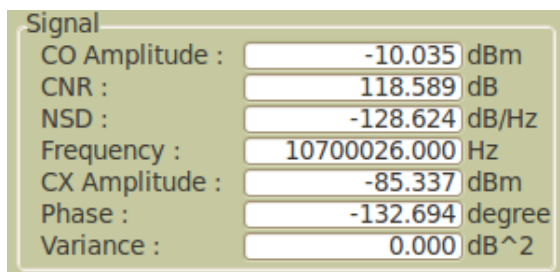 Signal
CO Amplitude : -10.035 dBm
CNR : 118.589 dB
NSD : -128.624 dB/Hz
Frequency : 10700026.000 Hz
CX Amplitude : -85.337 dBm
Phase : -132.694 degree
Variance : 0.000 dB^2